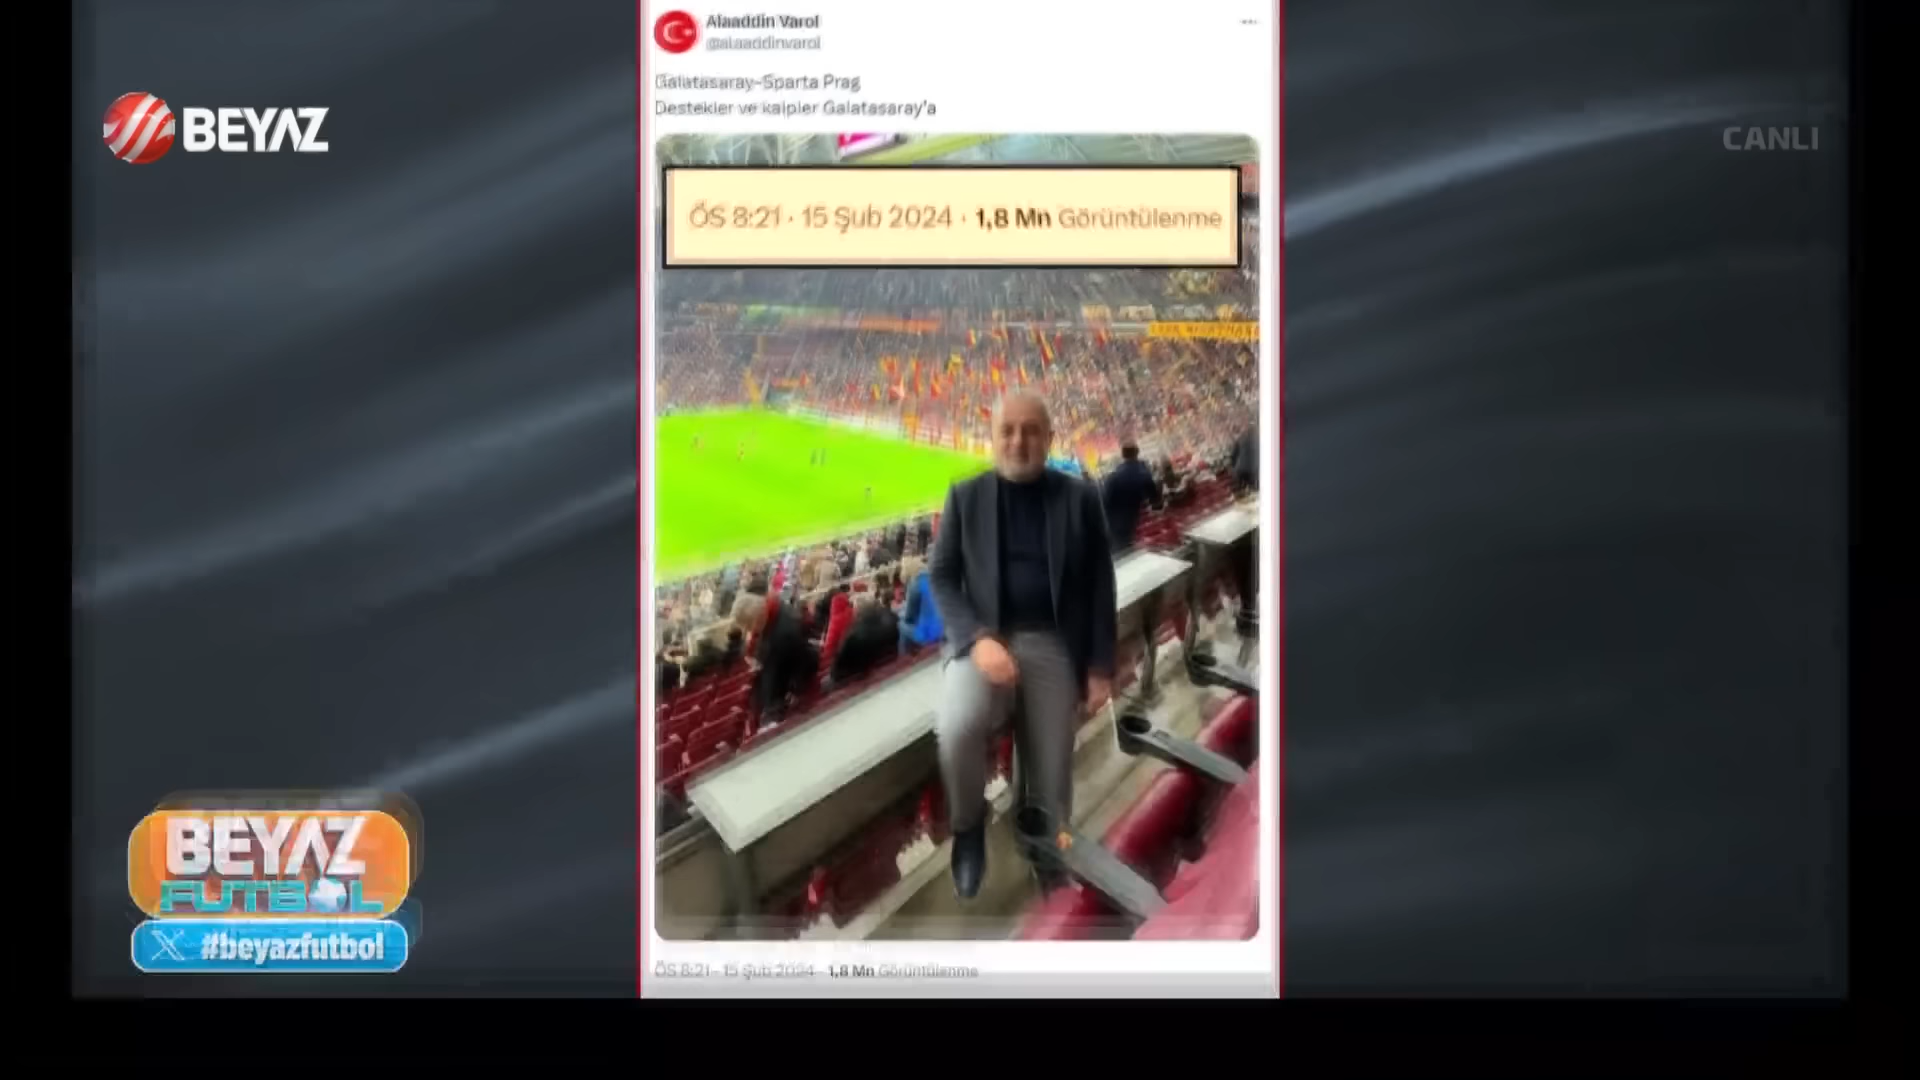 Alaaddin Varol
@alaaddinvarol
Galatasaray-Sparta Prag
Destekler ve kalpler Galatasaray'a
BEYAZ
CANLI
ÖS 8:21 · 15 Şub 2024 · 1,8 Mn Görüntülenme
BEYAZ
FUTBOL
#beyazfutbol
ÖS 8:21 · 15 Şub 2024 · 1,8 Mn Görüntülenme